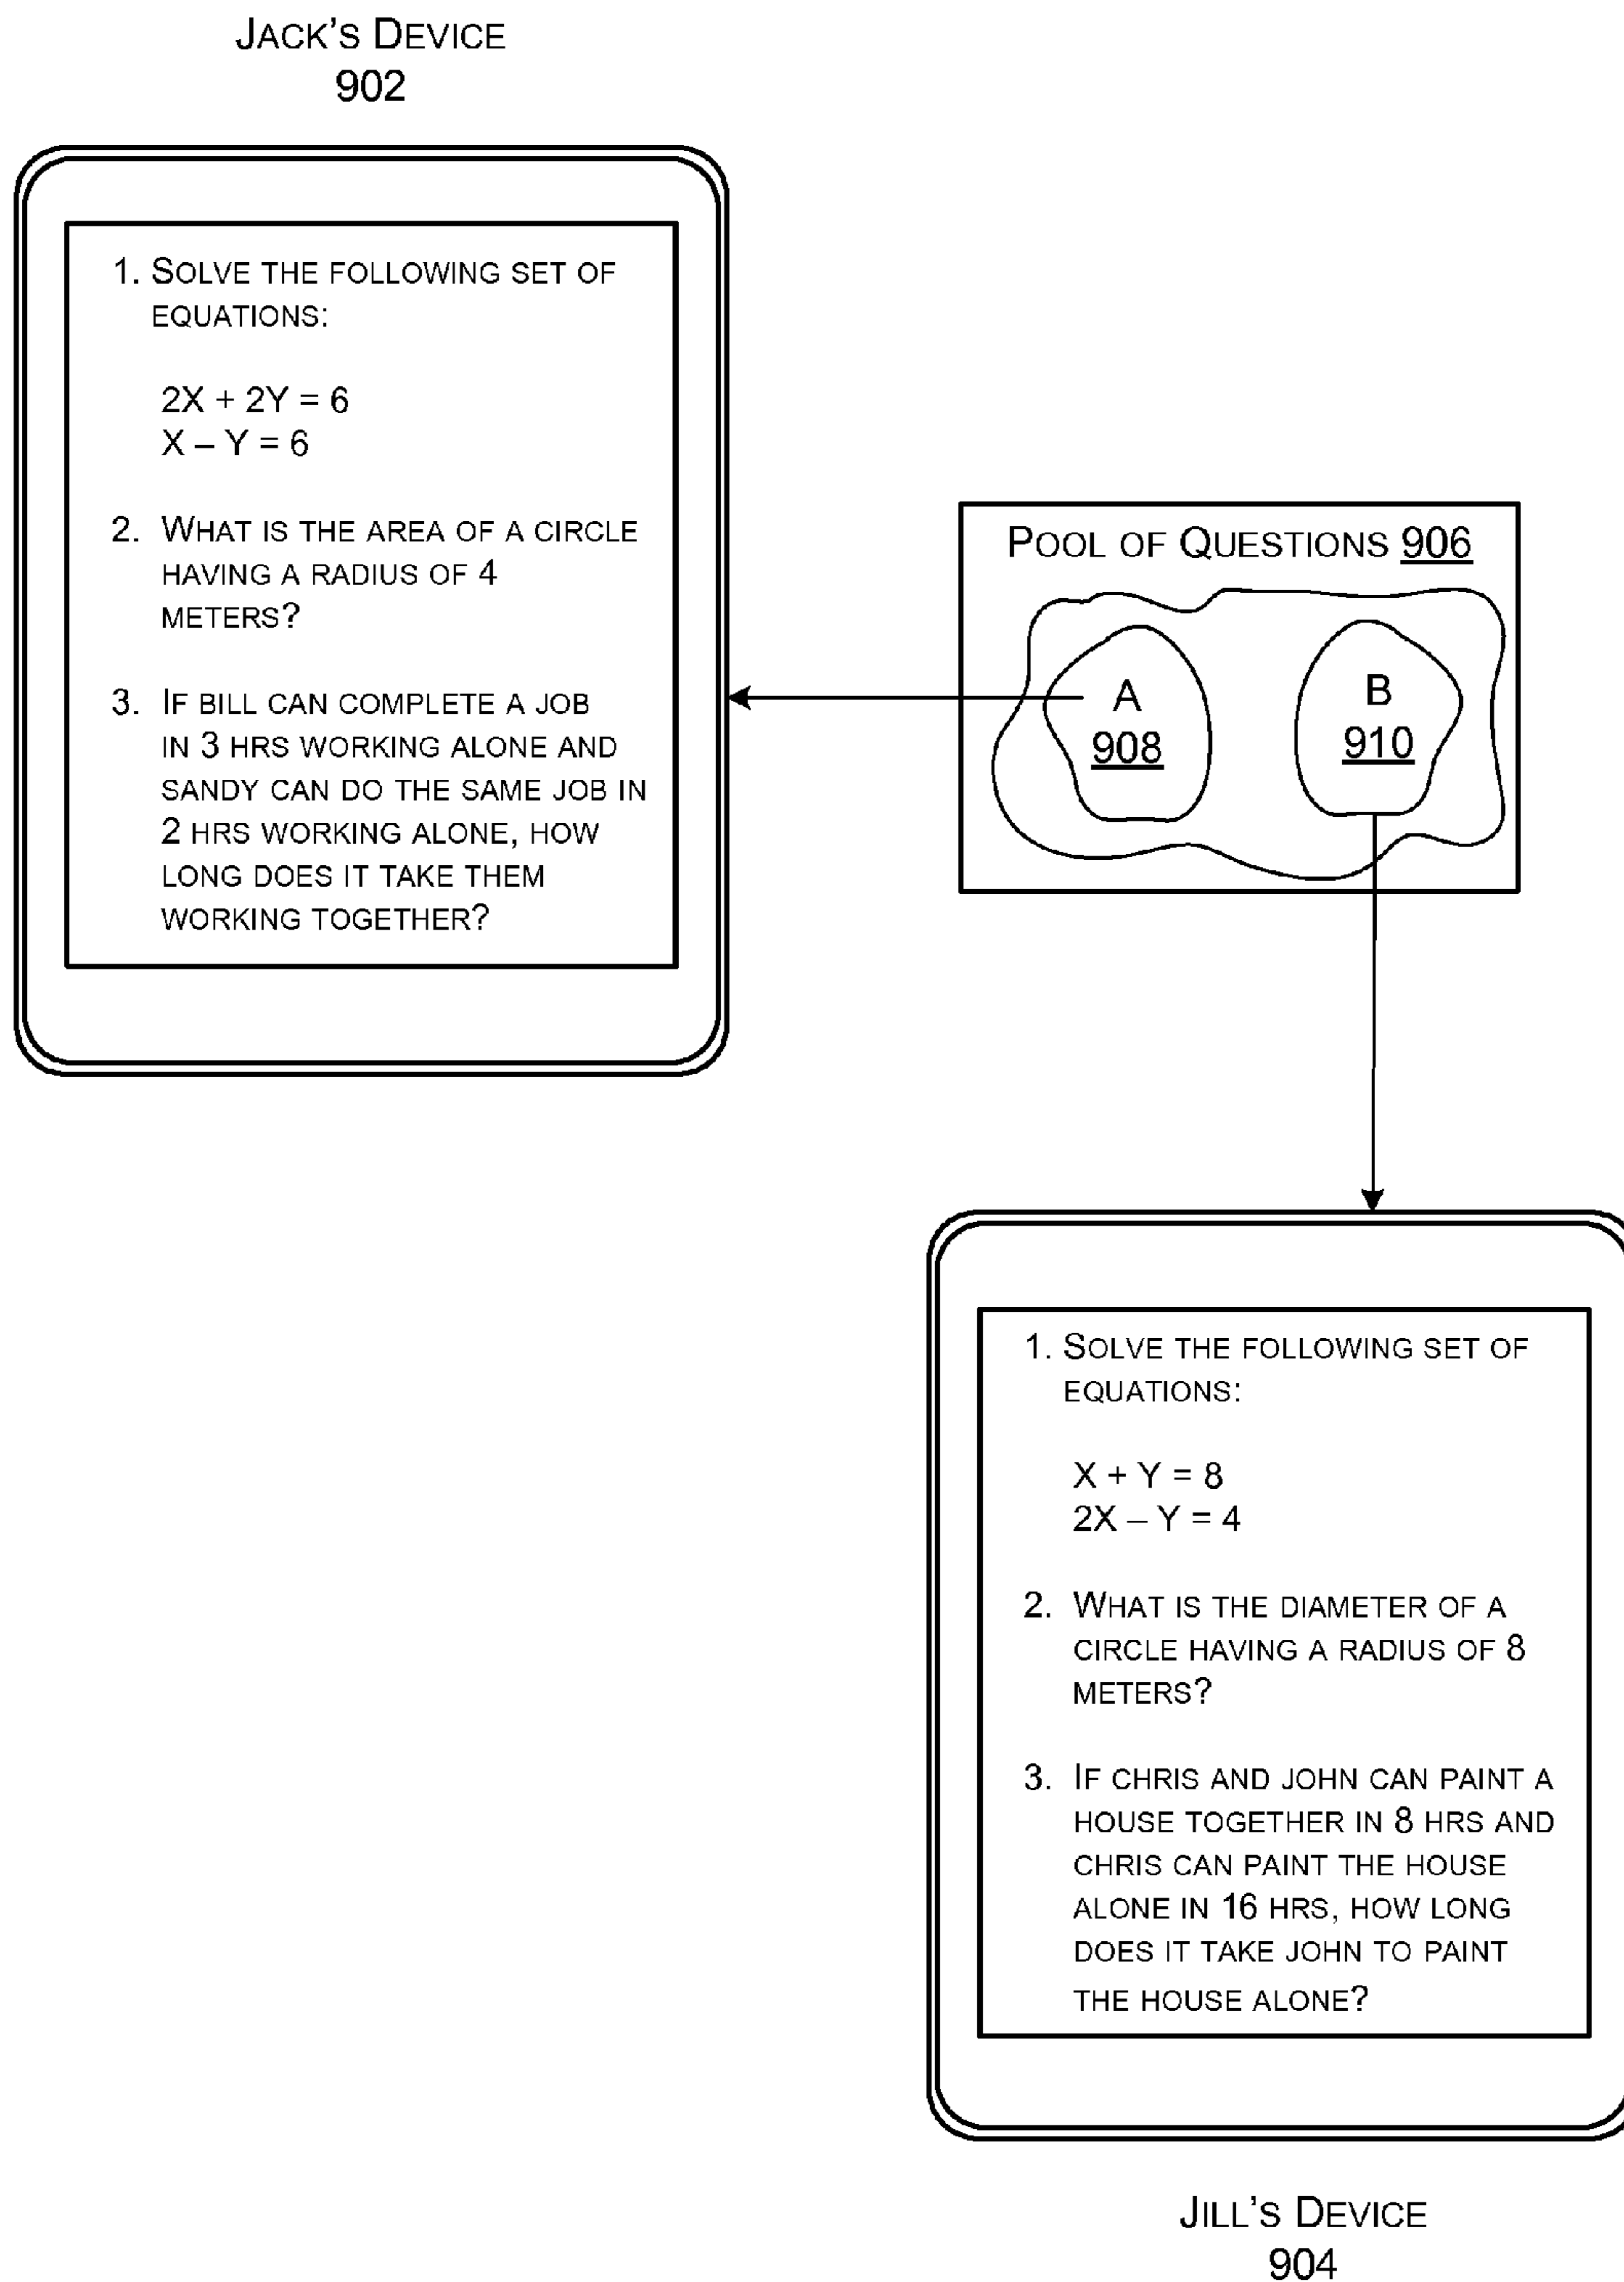 JACK'S DEVICE
902
1. SOLVE THE FOLLOWING SET OF
EQUATIONS:
2X + 2Y = 6
X – Y = 6
2. WHAT IS THE AREA OF A CIRCLE
HAVING A RADIUS OF 4
METERS?
3. IF BILL CAN COMPLETE A JOB
IN 3 HRS WORKING ALONE AND
SANDY CAN DO THE SAME JOB IN
2 HRS WORKING ALONE, HOW
LONG DOES IT TAKE THEM
WORKING TOGETHER?
POOL OF QUESTIONS 906
A
908
B
910
1. SOLVE THE FOLLOWING SET OF
EQUATIONS:
X + Y = 8
2X – Y = 4
2. WHAT IS THE DIAMETER OF A
CIRCLE HAVING A RADIUS OF 8
METERS?
3. IF CHRIS AND JOHN CAN PAINT A
HOUSE TOGETHER IN 8 HRS AND
CHRIS CAN PAINT THE HOUSE
ALONE IN 16 HRS, HOW LONG
DOES IT TAKE JOHN TO PAINT
THE HOUSE ALONE?
JILL'S DEVICE
904